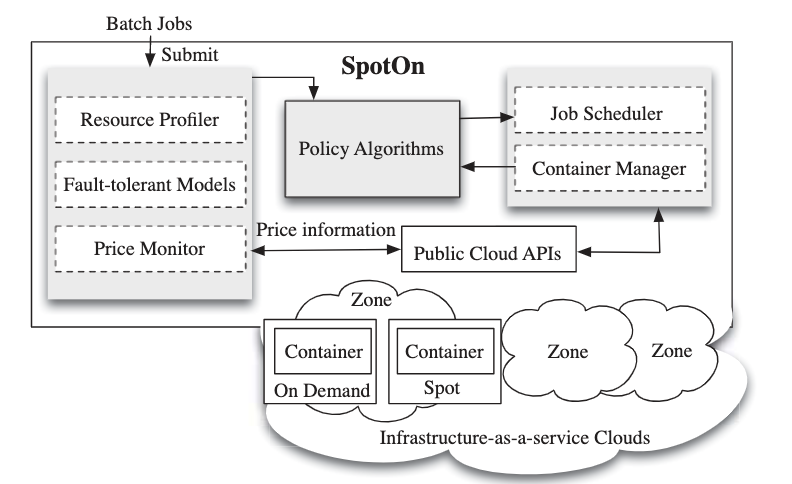 Batch Jobs
Submit
SpotOn
Resource Profiler
Fault-tolerant Models
Price Monitor
Policy Algorithms
Job Scheduler
Container Manager
Price information
Public Cloud APIs
Zone
Container
On Demand
Container
Spot
Zone
Zone
Infrastructure-as-a-service Clouds